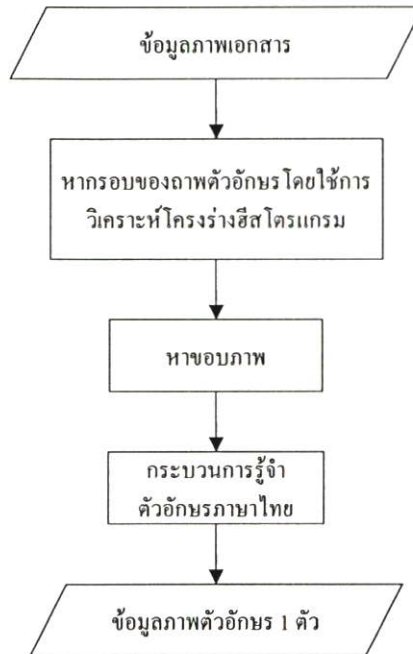 ข้อมูลภาพเอกสาร
หากรอบของถาพตัวอักษรโดยใช้การ
วิเคราะห์โครงร่างฮีสโตรแกรม
หาขอบภาพ
กระบวนการรู้จำ
ตัวอักษรภาษาไทย
ข้อมูลภาพตัวอักษร 1 ตัว